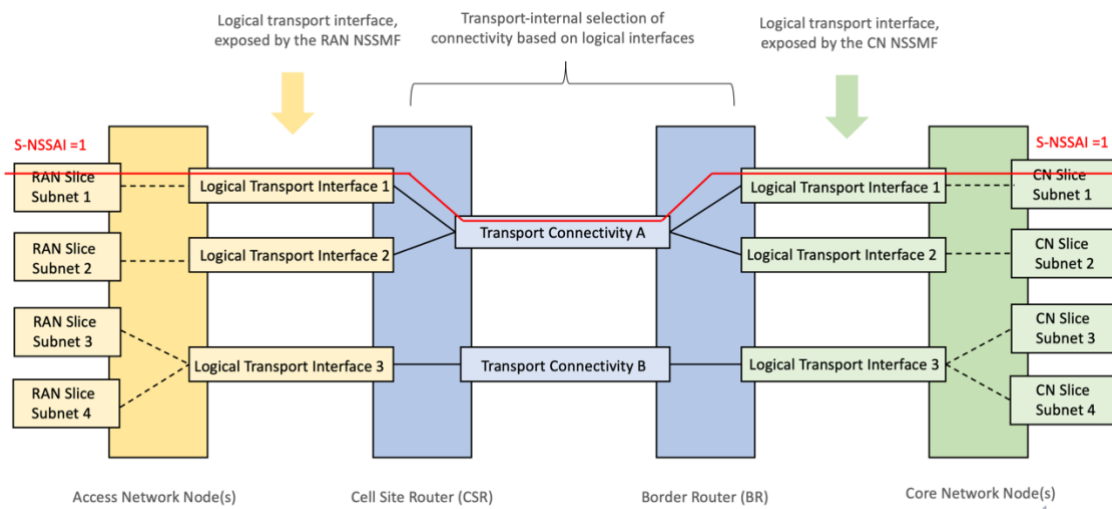 Logical transport interface,
exposed by the RAN NSSMF
Transport-internal selection of
connectivity based on logical interfaces
Logical transport interface,
exposed by the CN NSSMF
S-NSSAI =1
S-NSSAI =1
RAN Slice
Subnet 1
Logical Transport Interface 1
Logical Transport Interface 1
CN Slice
Subnet 1
Transport Connectivity A
RAN Slice
Subnet 2
Logical Transport Interface 2
Logical Transport Interface 2
CN Slice
Subnet 2
RAN Slice
Subnet 3
CN Slice
Subnet 3
Logical Transport Interface 3
Transport Connectivity B
Logical Transport Interface 3
RAN Slice
Subnet 4
CN Slice
Subnet 4
Access Network Node(s)
Cell Site Router (CSR)
Border Router (BR)
Core Network Node(s)